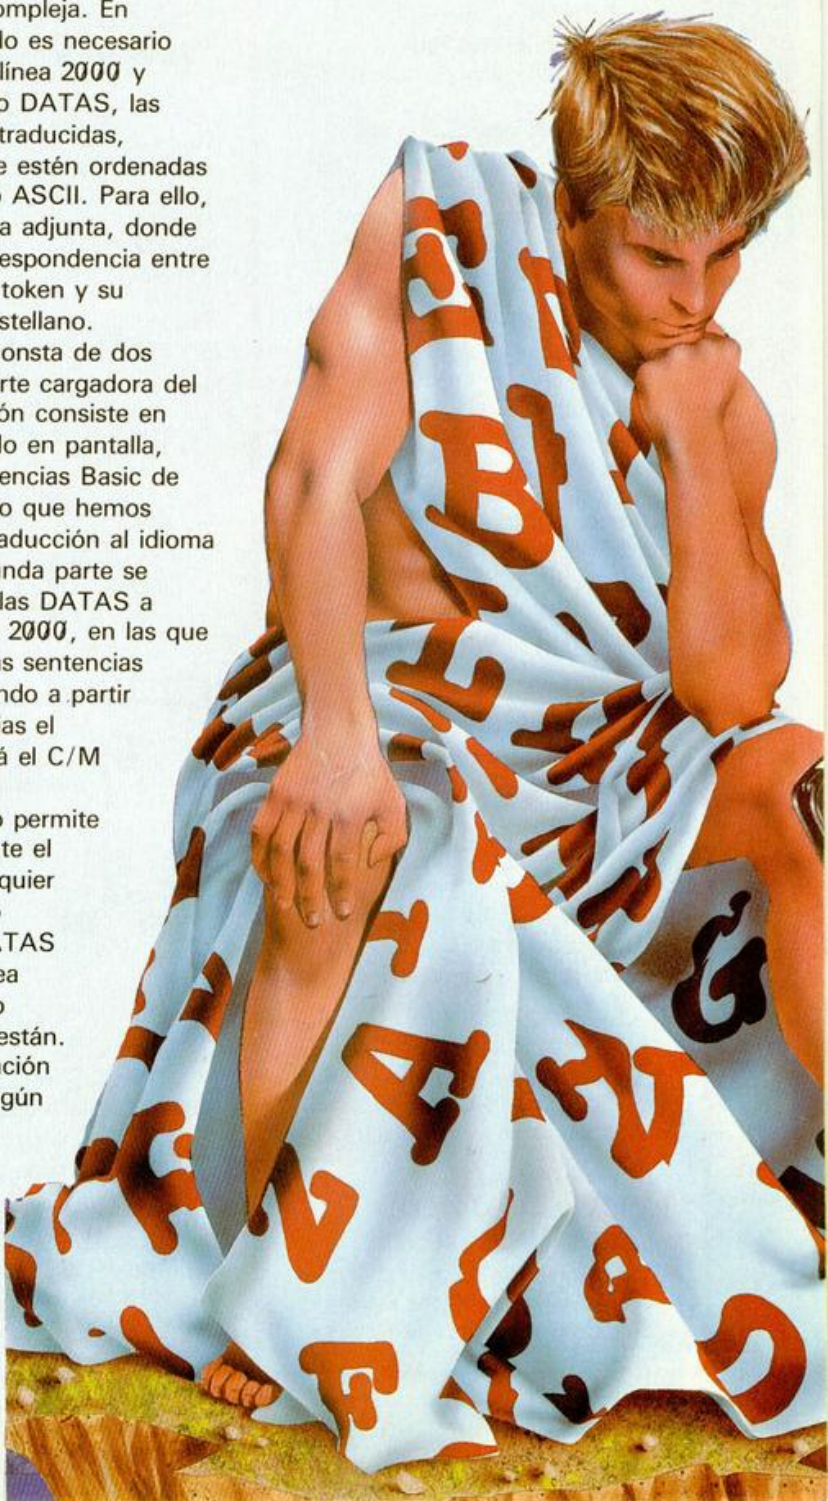 ompleja. En
lo es necesario
línea 2000 y
o DATAS, las
traducidas,
e estén ordenadas
o ASCII. Para ello,
a adjunta, donde
espondencia entre
token y su
stellano.
onsta de dos
rte cargadora del
ón consiste en
lo en pantalla,
encias Basic de
o que hemos
aducción al idioma
unda parte se
las DATAS a
2000, en las que
as sentencias
ndo a partir
ias el
á el C/M
o permite
te el
quier
TAS
ea
o
están.
ución
gún
E
B
L
I
A
G
Z
A
Z
P
D